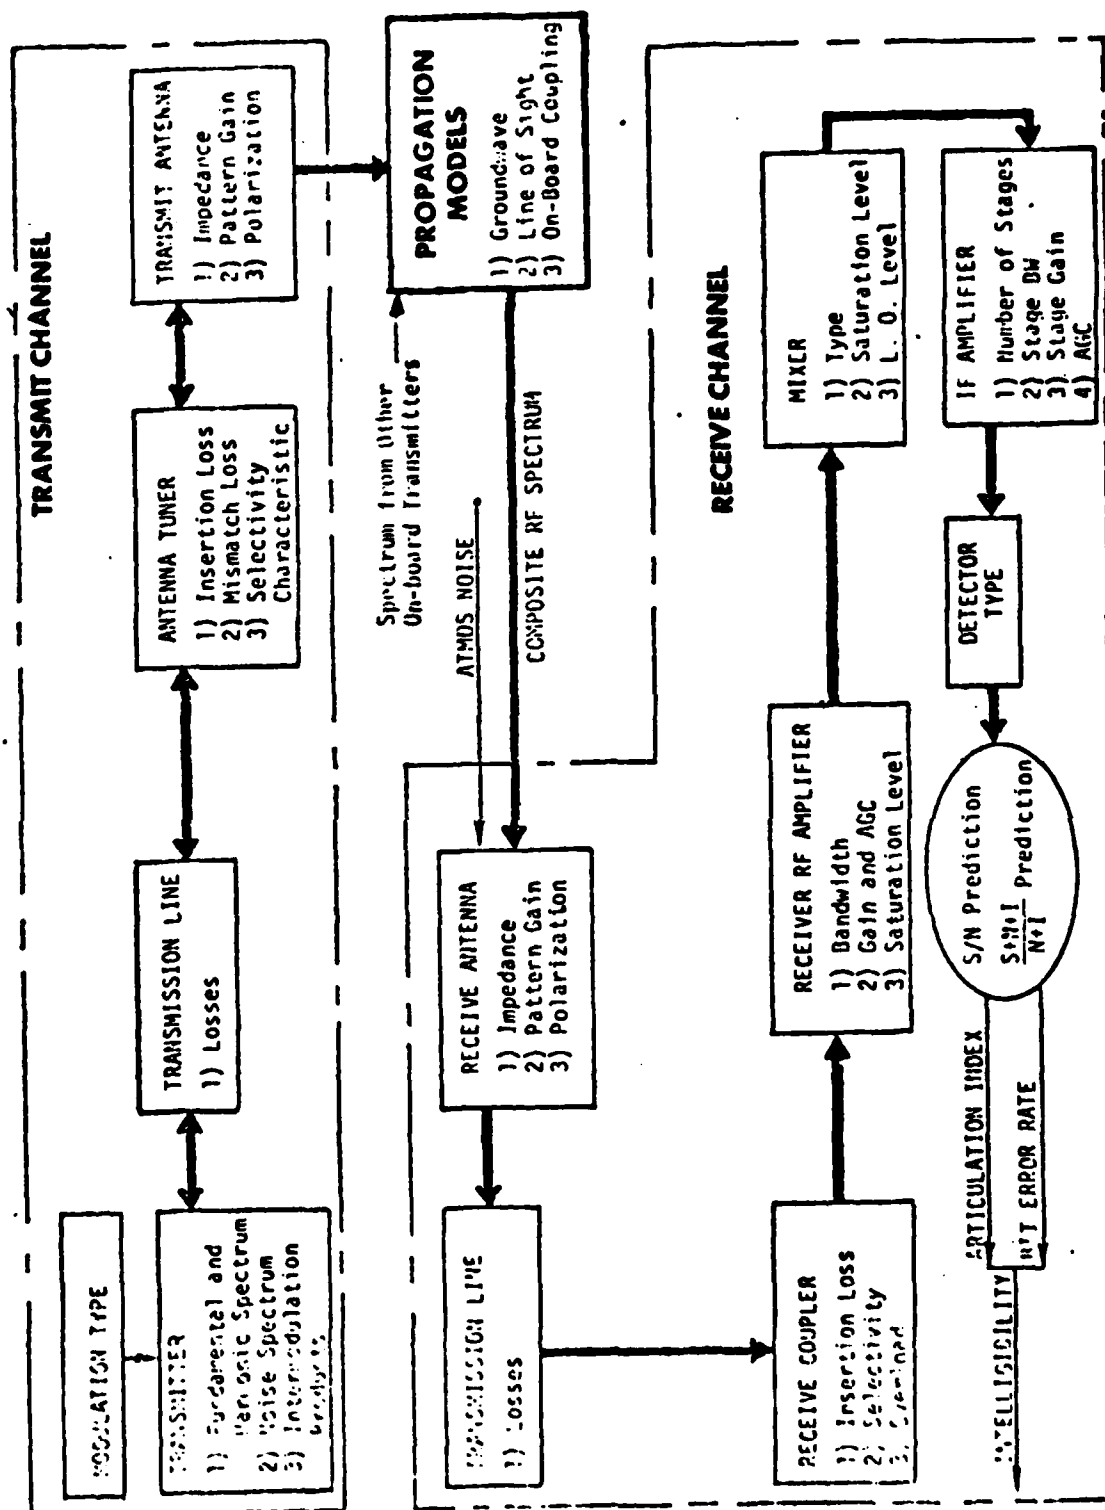 TRANSMIT CHANNEL
MODULATION TYPE
TRANSMITTER
1) Fundamental and
Harmonic Spectrum
2) Noise Spectrum
3) Intermodulation
Products
TRANSMISSION LINE
1) Losses
ANTENNA TUNER
1) Insertion Loss
2) Mismatch Loss
3) Selectivity
Characteristic
TRANSMIT ANTENNA
1) Impedance
2) Pattern Gain
3) Polarization
PROPAGATION
MODELS
1) Groundwave
2) Line of Sight
3) On-Board Coupling
Spectrum from Other
On-board Transmitters
ATMOS NOISE
COMPOSITE RF SPECTRUM
RECEIVE ANTENNA
1) Impedance
2) Pattern Gain
3) Polarization
TRANSMISSION LINE
1) Losses
RECEIVE CHANNEL
RECEIVE COUPLER
1) Insertion Loss
2) Selectivity
3) Overload
RECEIVER RF AMPLIFIER
1) Bandwidth
2) Gain and AGC
3) Saturation Level
MIXER
1) Type
2) Saturation Level
3) L. O. Level
IF AMPLIFIER
1) Number of Stages
2) Stage BW
3) Stage Gain
4) AGC
DETECTOR
TYPE
S/N Prediction
S+N+I
N+I
Prediction
ARTICULATION INDEX
BIT ERROR RATE
INTELLIGIBILITY